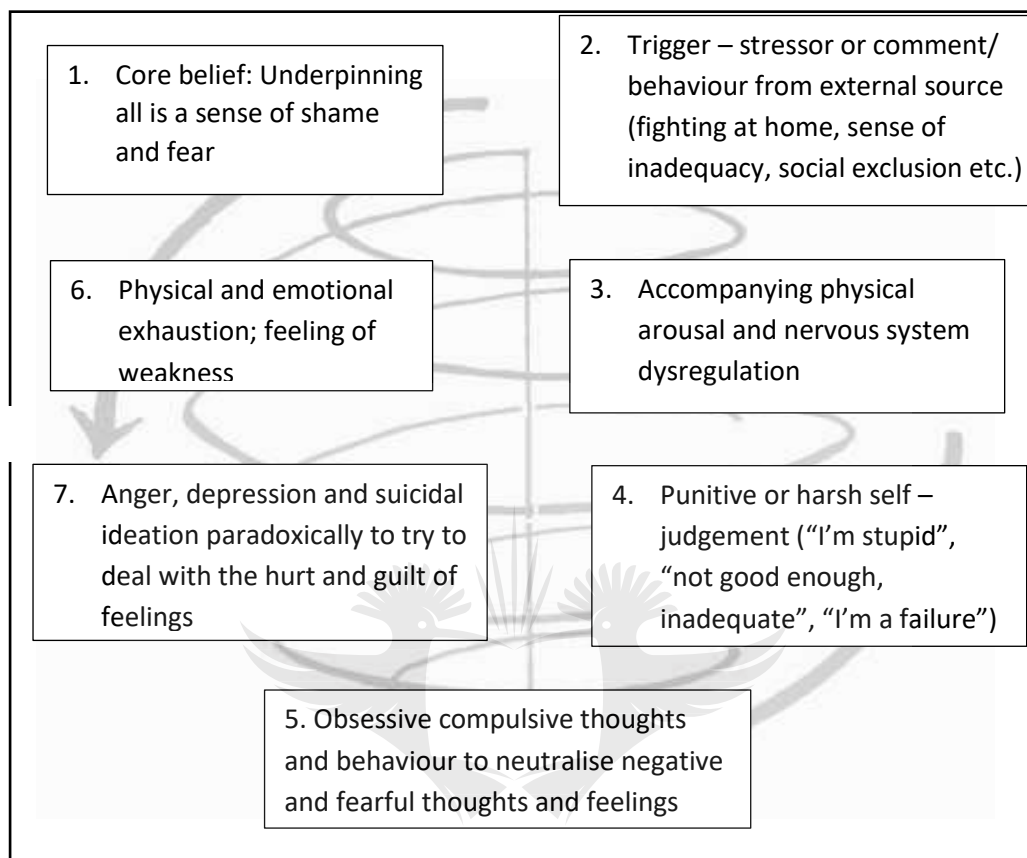 1. Core belief: Underpinning
all is a sense of shame
and fear
2. Trigger – stressor or comment/
behaviour from external source
(fighting at home, sense of
inadequacy, social exclusion etc.)
3. Accompanying physical
arousal and nervous system
dysregulation
4. Punitive or harsh self –
judgement (“I’m stupid”,
“not good enough,
inadequate”, “I’m a failure”)
5. Obsessive compulsive thoughts
and behaviour to neutralise negative
and fearful thoughts and feelings
6. Physical and emotional
exhaustion; feeling of
weakness
7. Anger, depression and suicidal
ideation paradoxically to try to
deal with the hurt and guilt of
feelings